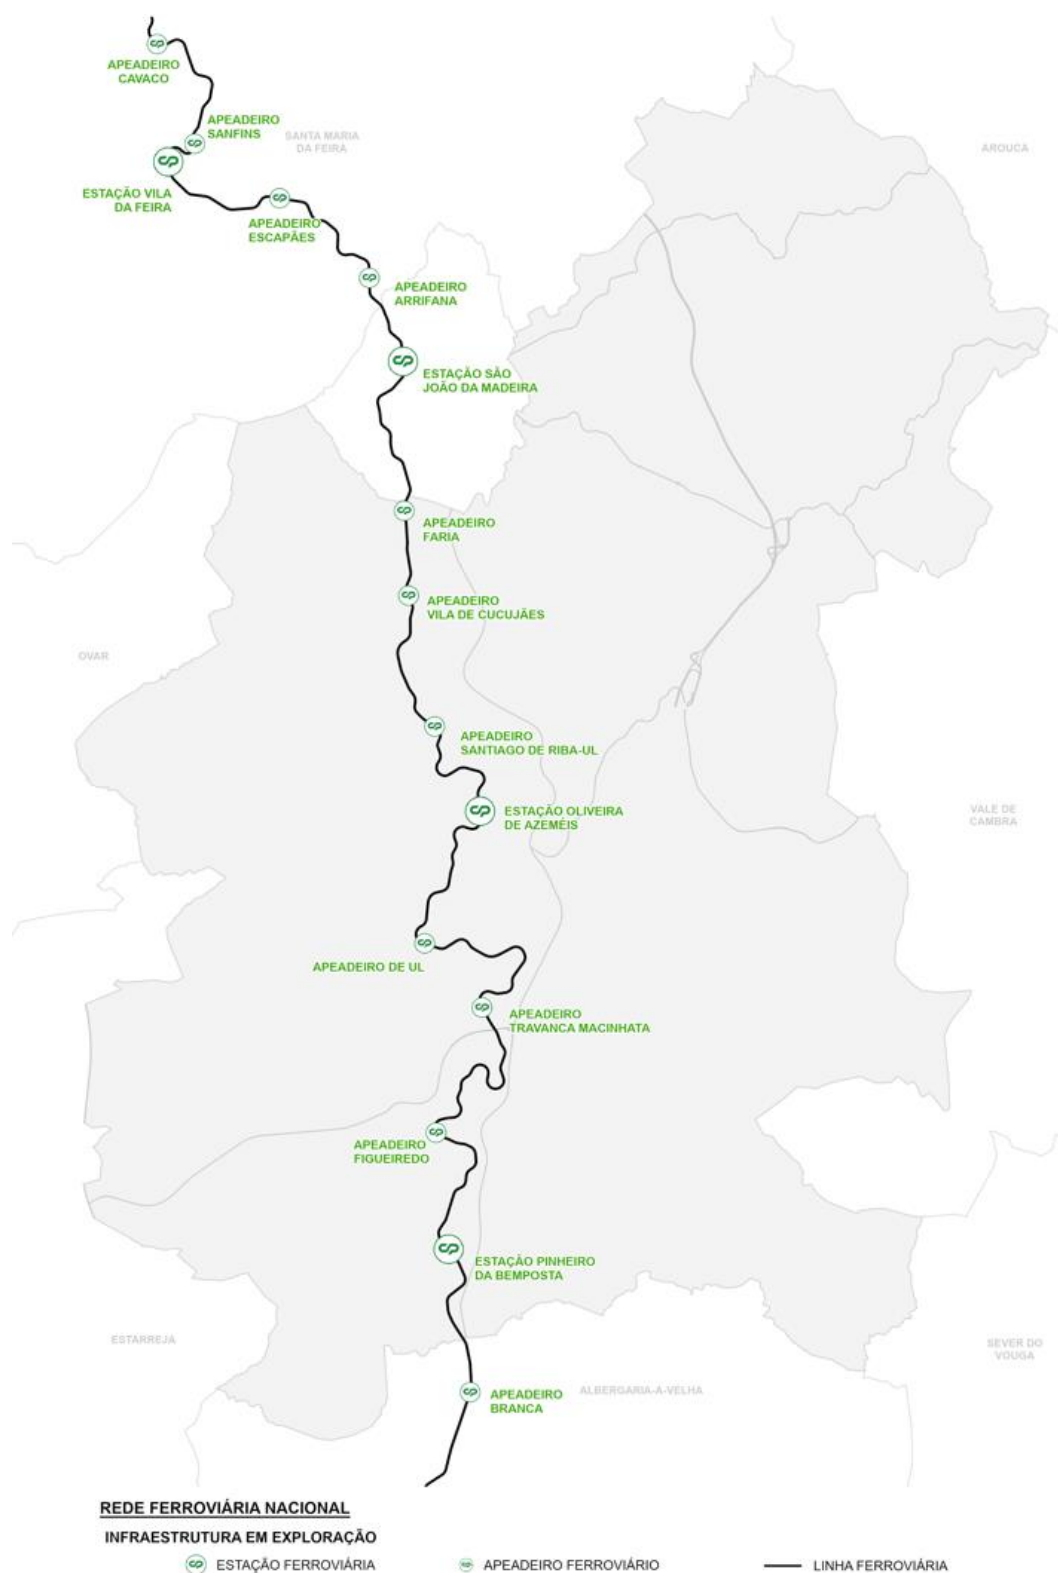 APEADEIRO
CAVACO
APEADEIRO
SANFINS
SANTA MARIA
DA FEIRA
AROUCA
ESTAÇÃO VILA
DA FEIRA
APEADEIRO
ESCAPÃES
APEADEIRO
ARRIFANA
ESTAÇÃO SÃO
JOÃO DA MADEIRA
APEADEIRO
FARIA
APEADEIRO
VILA DE CUCUJÃES
OVAR
APEADEIRO
SANTIAGO DE RIBA-UL
ESTAÇÃO OLIVEIRA
DE AZEMÉIS
VALE DE
CAMBRA
APEADEIRO DE UL
APEADEIRO
TRAVANCA MACINHATA
APEADEIRO
FIGUEIREDO
ESTAÇÃO PINHEIRO
DA BEMPOSTA
ESTARREJA
SEVER DO
VOUGA
APEADEIRO
BRANCA
ALBERGARIA-A-VELHA
REDE FERROVIÁRIA NACIONAL
INFRAESTRUTURA EM EXPLORAÇÃO
ESTAÇÃO FERROVIÁRIA
APEADEIRO FERROVIÁRIO
LINHA FERROVIÁRIA